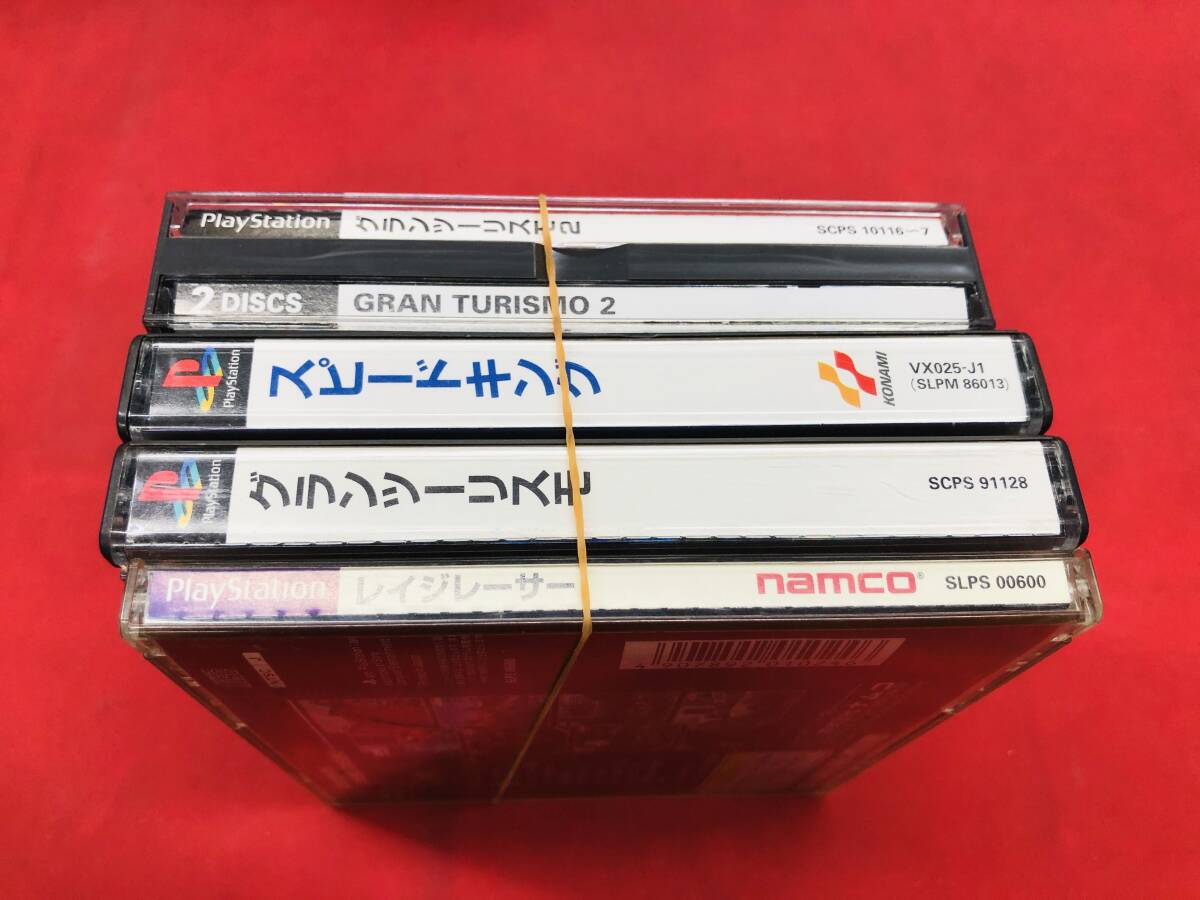 PlayStation グランツーリスモ2 SCPS 10116〜7
2 DISCS GRAN TURISMO 2
PlayStation スピードキング KONAMI VX025-J1
(SLPM 86013)
PlayStation グランツーリスモ SCPS 91128
PlayStation レイジレーサー namco® SLPS 00600